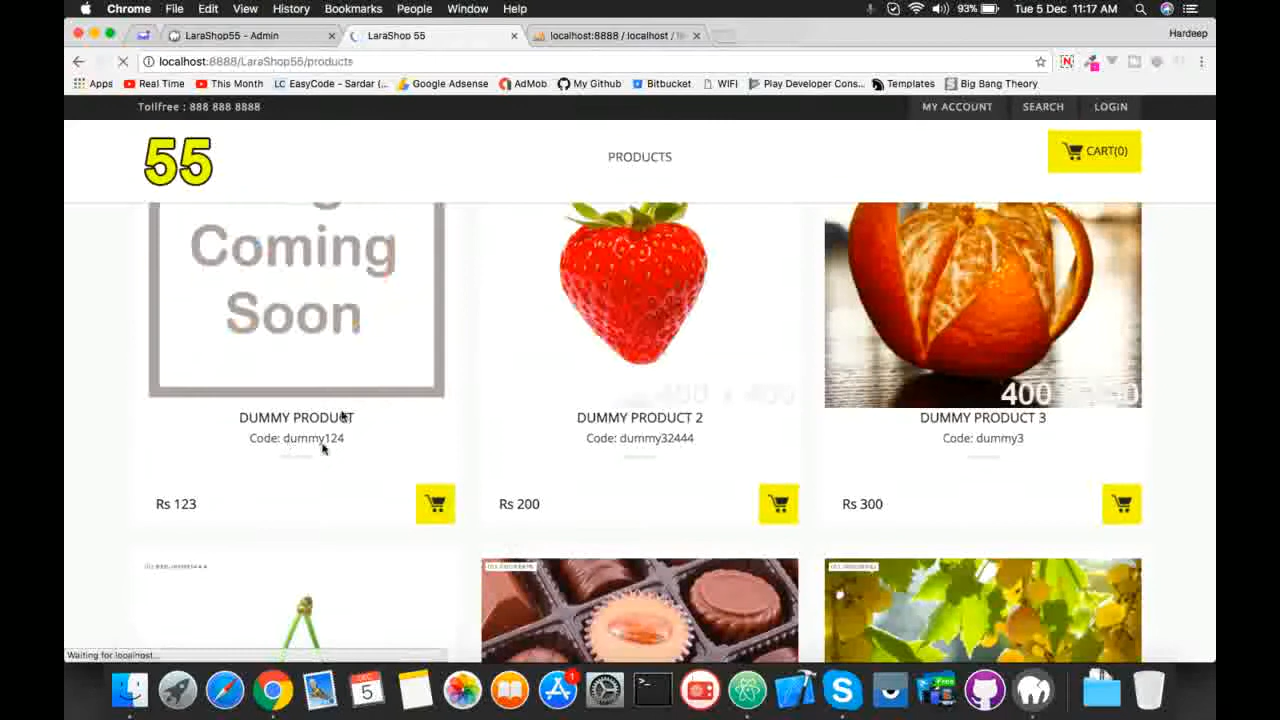 Chrome File Edit View History Bookmarks People Window Help 93% Tue 5 Dec 11:17 AM
LaraShop55 - Admin LaraShop 55 localhost:8888 / localhost / Hardeep
localhost:8888/LaraShop55/products
Apps Real Time This Month EasyCode - Sardar (... Google Adsense AdMob My Github Bitbucket WIFI Play Developer Cons... Templates Big Bang Theory
Tollfree : 888 888 8888 MY ACCOUNT SEARCH LOGIN
55 PRODUCTS CART(0)
Coming
Soon
400 × 400 400
DUMMY PRODUCT DUMMY PRODUCT 2 DUMMY PRODUCT 3
Code: dummy124 Code: dummy32444 Code: dummy3
Rs 123 Rs 200 Rs 300
Waiting for localhost...